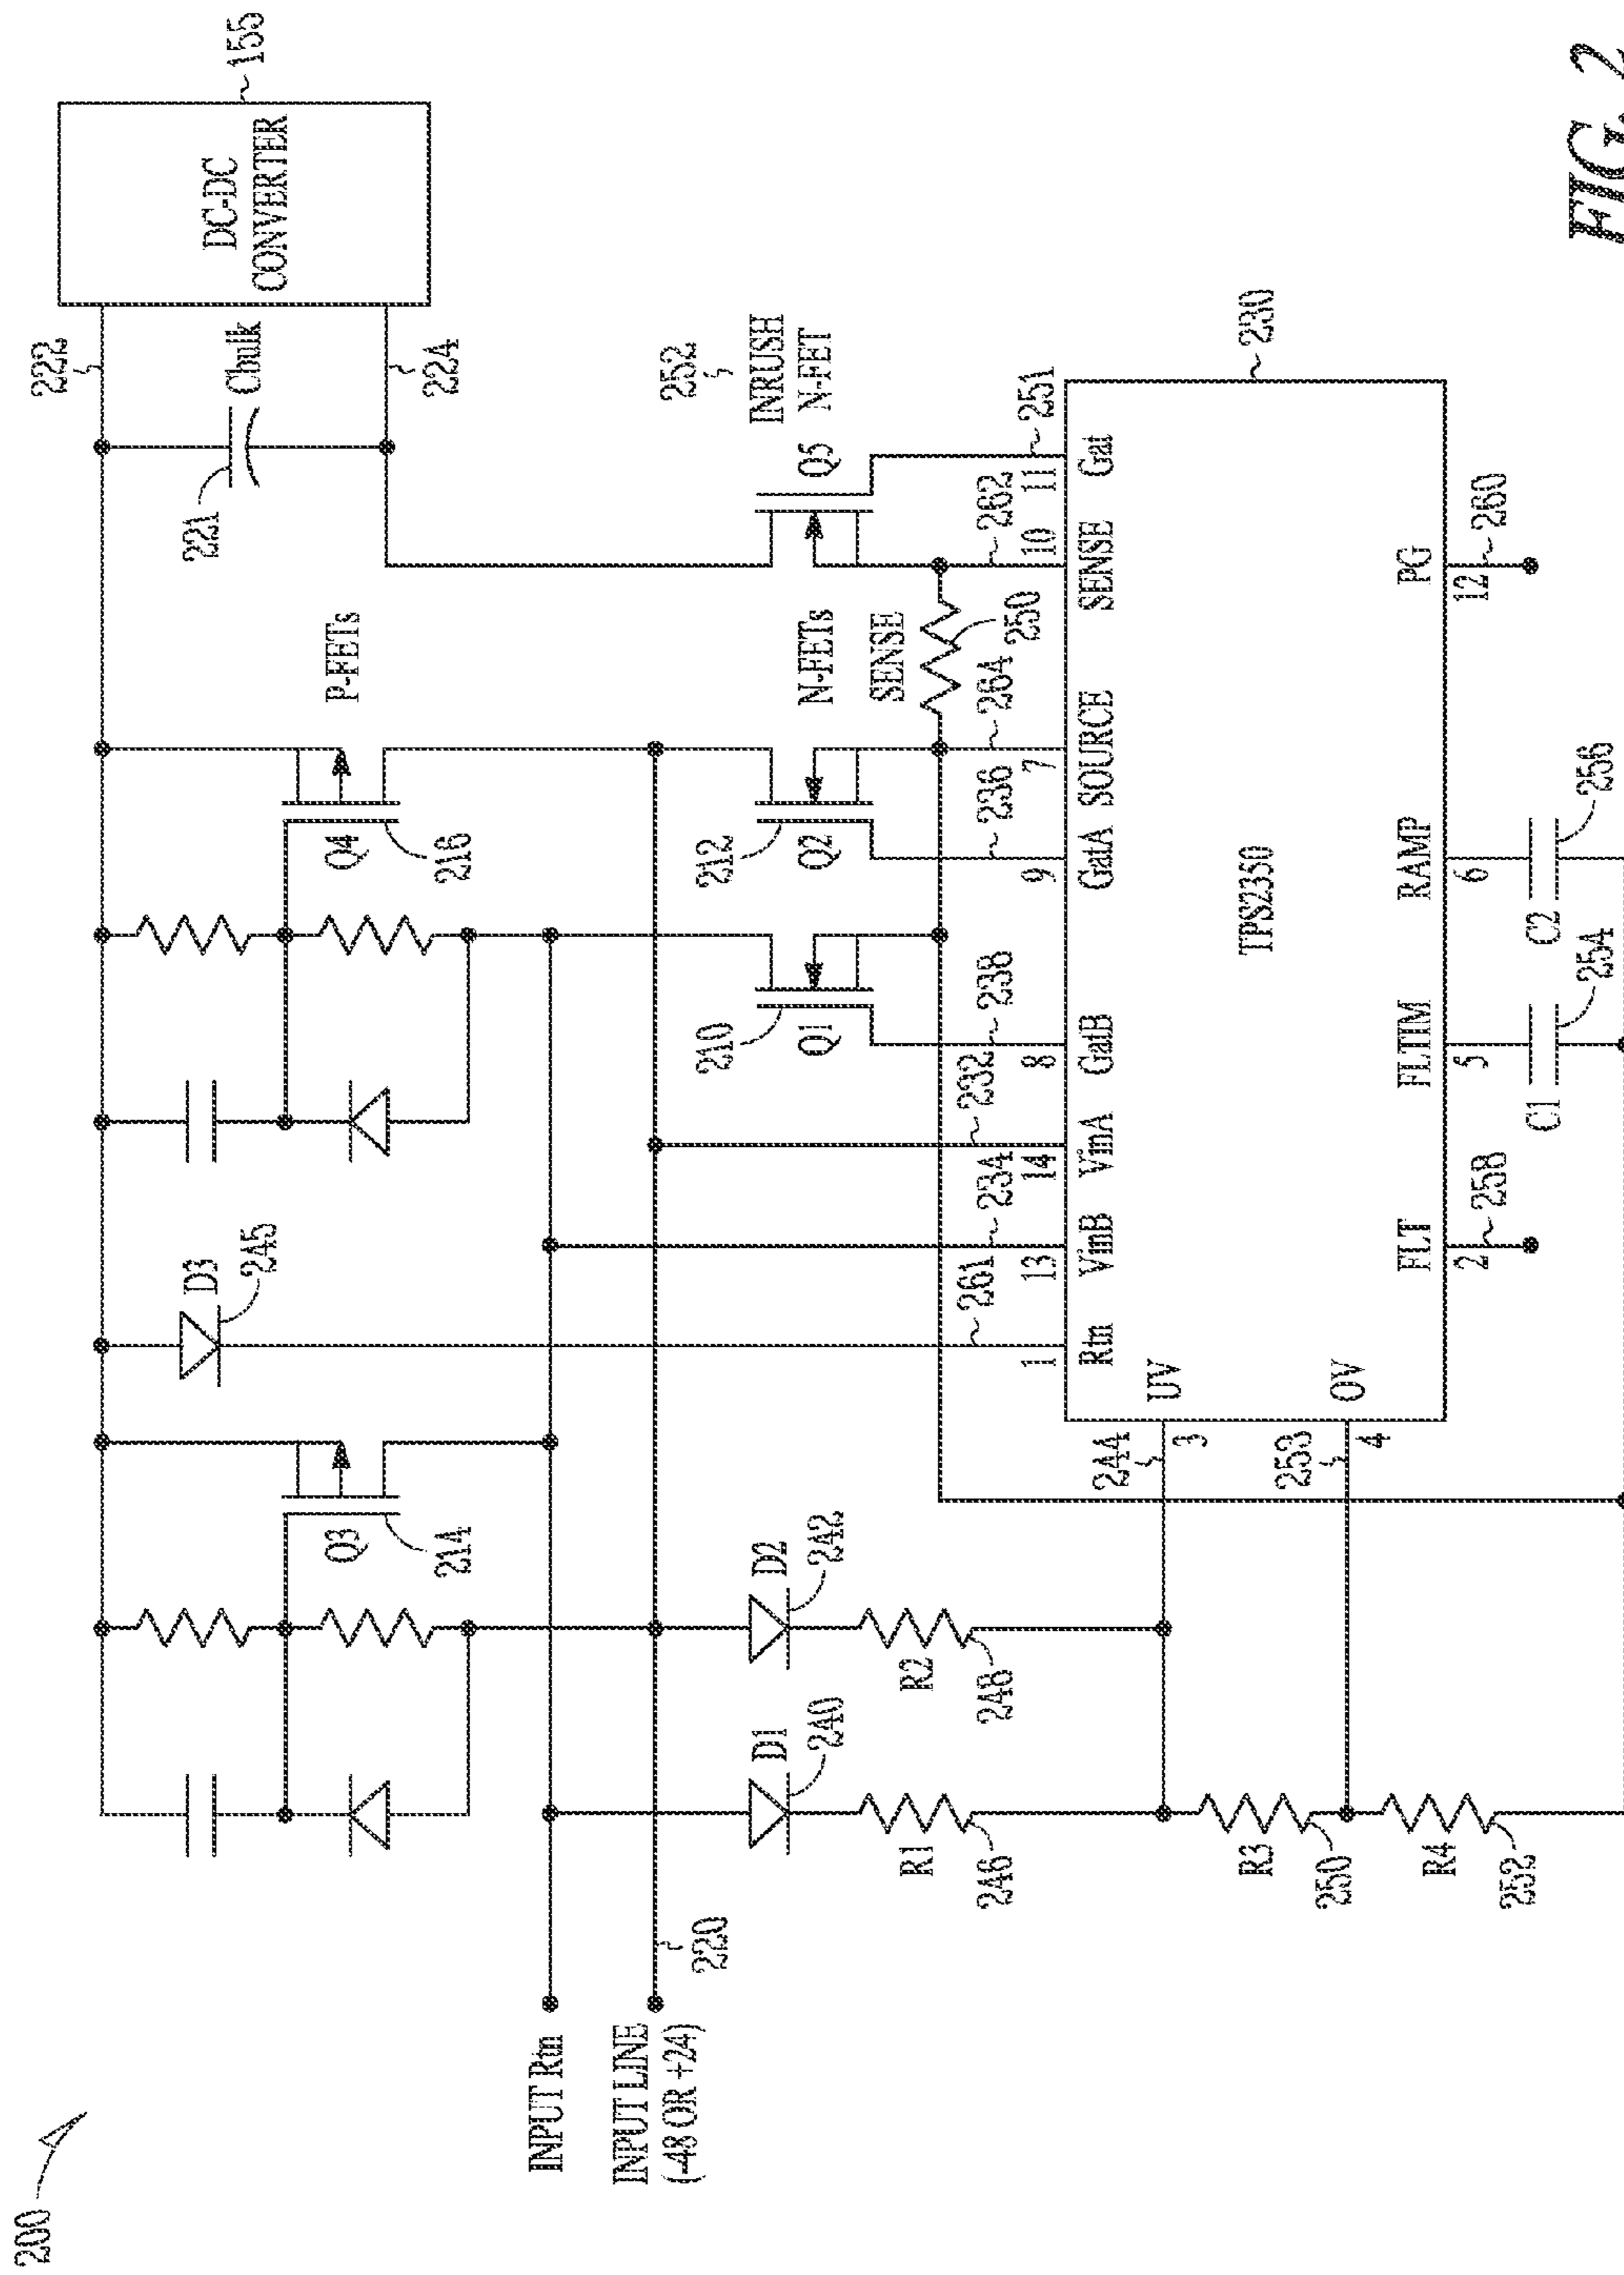 200
222
155
DC-DC
CONVERTER
Cbulk
221
224
P-FETs
Q4
216
D3
245
Q3
214
INPUT Rtn
INPUT LINE
(-48 OR +24)
220
252
INRUSH
N-FET
Q5
N-FETs
212
Q2
210
Q1
SENSE
250
D2
242
D1
240
R2
248
R1
246
251
262
264
236
238
232
234
261
11
10
7
9
8
14
13
1
Gat
SENSE
SOURCE
GatA
GatB
VinA
VinB
Rtn
230
TPS2350
UV
244
3
OV
253
4
R3
250
R4
252
PG
RAMP
FLTIM
FLT
12
260
6
5
2
258
C2
256
C1
254
FIG. 2